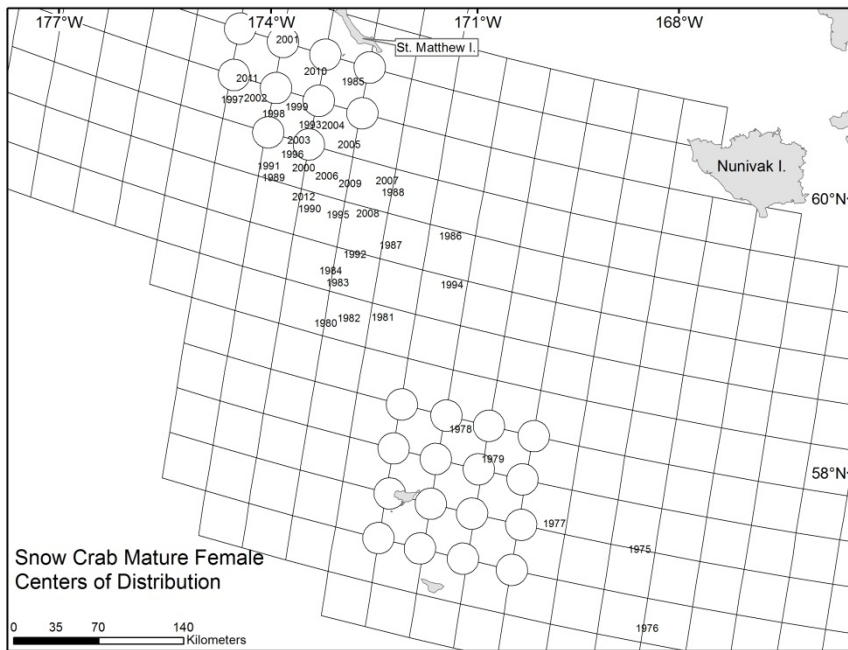 177°W 174°W 171°W 168°W
2001
St. Matthew I.
2010
2011 1985
1997 2002
1998 1999
1993 2004
2003 2005
1996
Nunivak I.
1991 2000
1989 2006 2009 2007
1988
60°N
2012
1990 1995 2008
1986
1992 1987
1984
1983 1994
1980 1982 1981
1978
1979
58°N
1977
1975
Snow Crab Mature Female
Centers of Distribution
1976
0 35 70 140
Kilometers